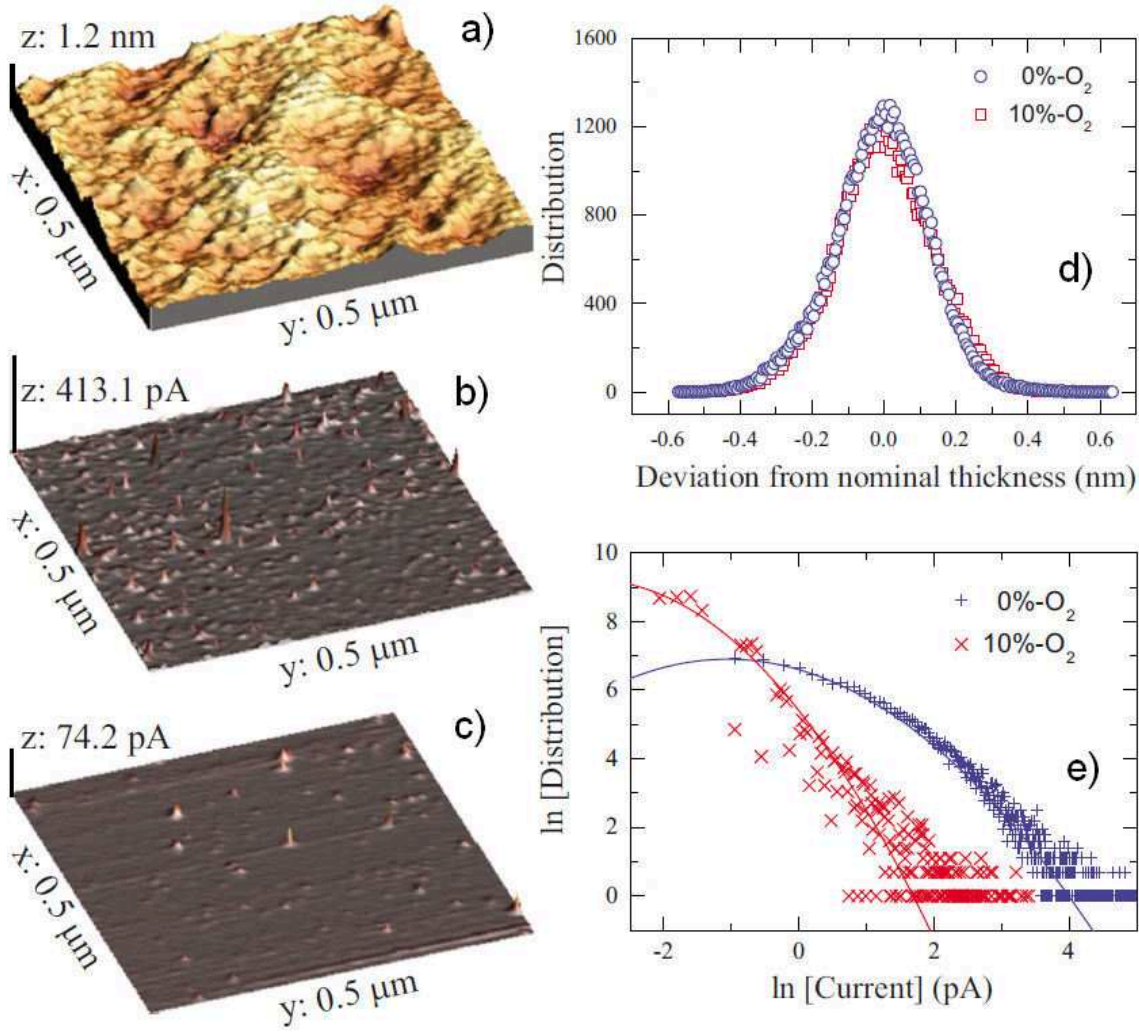 z: 1.2 nm
a)
x: 0.5 μm
y: 0.5 μm
z: 413.1 pA
b)
x: 0.5 μm
y: 0.5 μm
z: 74.2 pA
c)
x: 0.5 μm
y: 0.5 μm
1600
1200
800
400
0
Distribution
0%-O2
10%-O2
d)
-0.6 -0.4 -0.2 0.0 0.2 0.4 0.6
Deviation from nominal thickness (nm)
10
8
6
4
2
0
ln [Distribution]
0%-O2
10%-O2
e)
-2 0 2 4
ln [Current] (pA)